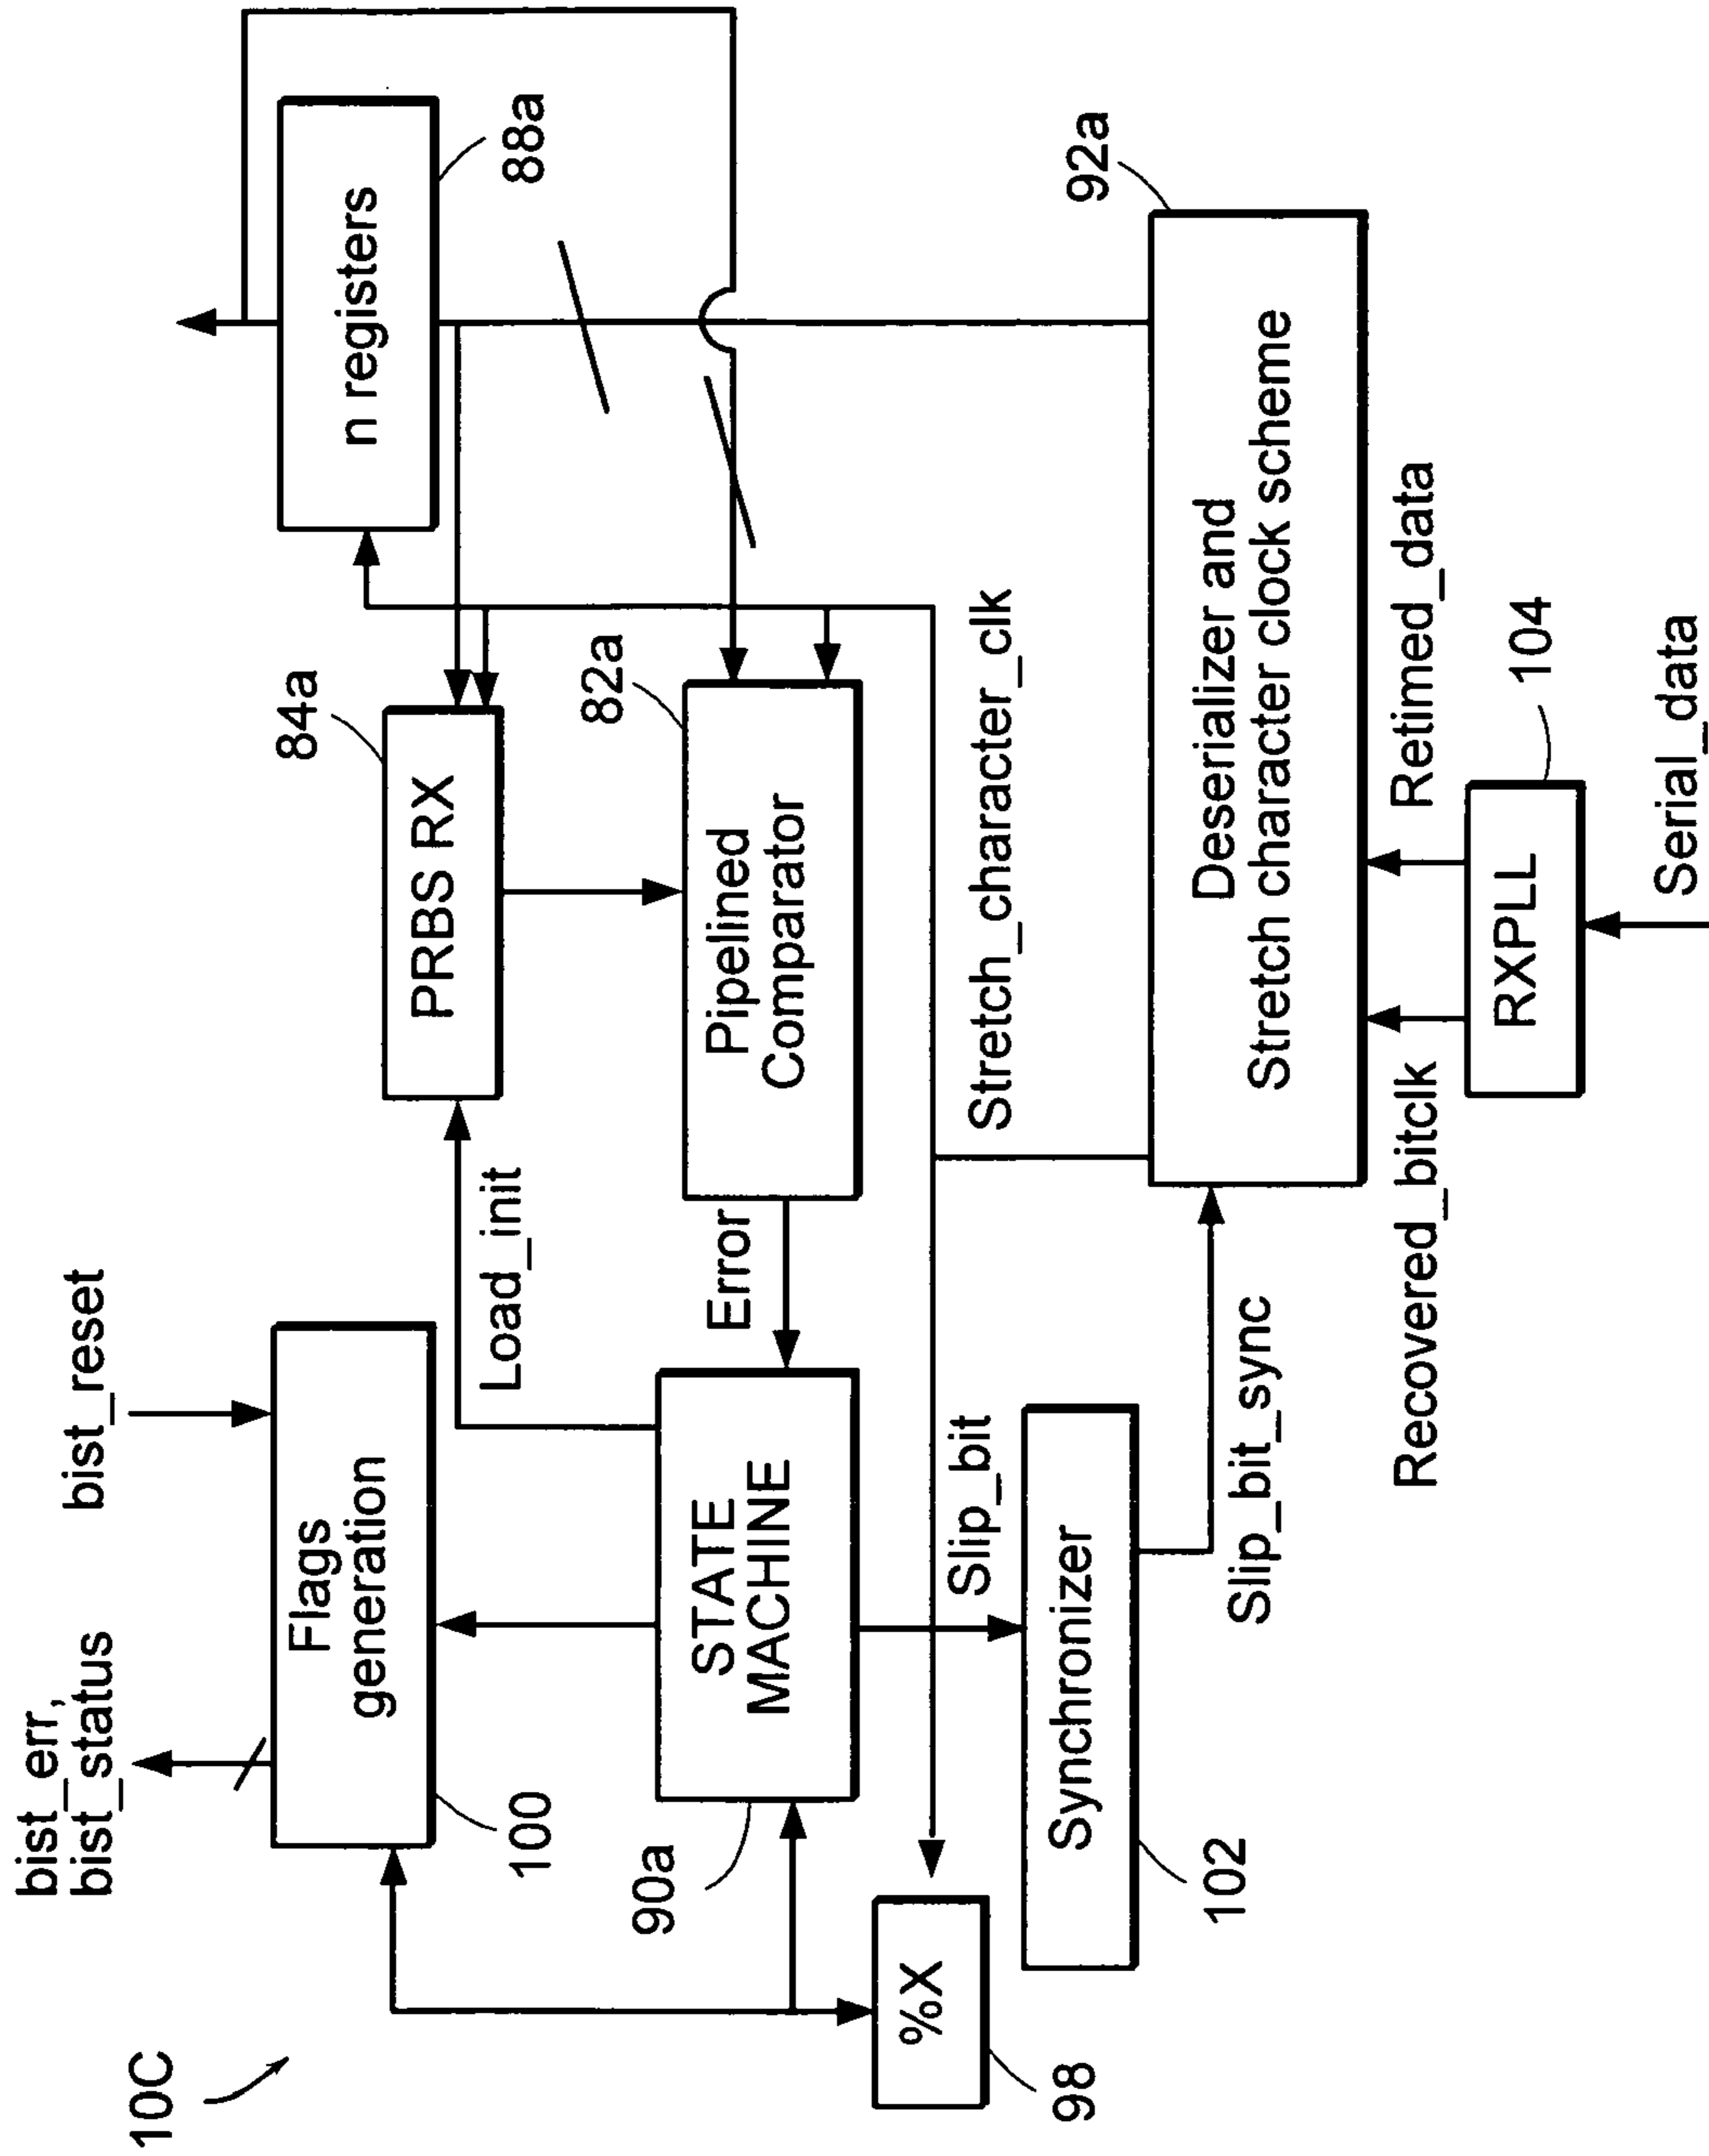 10C
bist_err,
bist_status
bist_reset
Flags
generation
100
Load_init
PRBS RX
84a
n registers
88a
STATE
MACHINE
90a
Error
Pipelined
Comparator
82a
%X
98
Slip_bit
Stretch_character_clk
Synchronizer
102
Slip_bit_sync
Deserializer and
Stretch character clock scheme
92a
Recovered_bitclk
Retimed_data
RXPLL
104
Serial_data